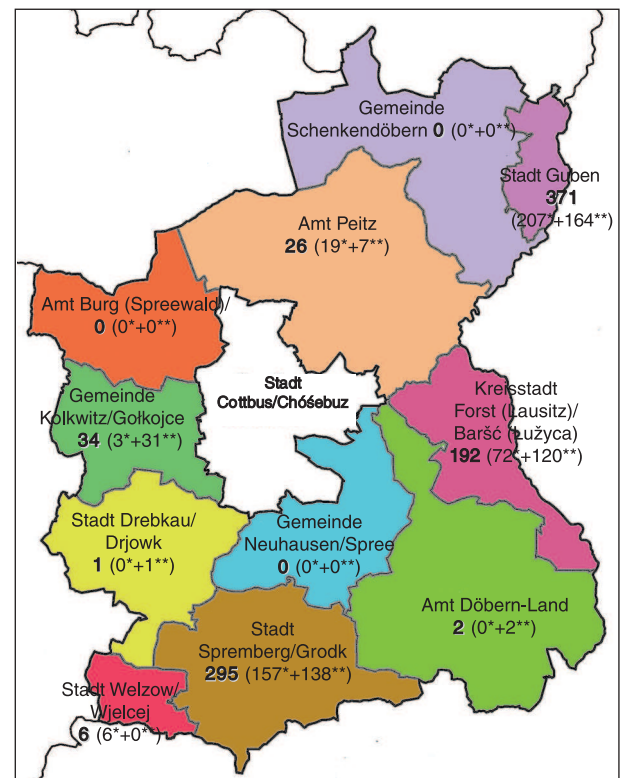 Gemeinde
Schenkendöbern 0 (0*+0**)
Stadt Guben
371
(207*+164**)
Amt Peitz
26 (19*+7**)
Amt Burg (Spreewald)/
0 (0*+0**)
Stadt
Cottbus/Chóśebuz
Gemeinde
Kolkwitz/Gołkojce
34 (3*+31**)
Kreisstadt
Forst (Lausitz)/
Baršć (Łužyca)
192 (72*+120**)
Stadt Drebkau/
Drjowk
1 (0*+1**)
Gemeinde
Neuhausen/Spree
0 (0*+0**)
Amt Döbern-Land
2 (0*+2**)
Stadt
Spremberg/Grodk
295 (157*+138**)
Stadt Welzow/
Wjelcej
6 (6*+0**)